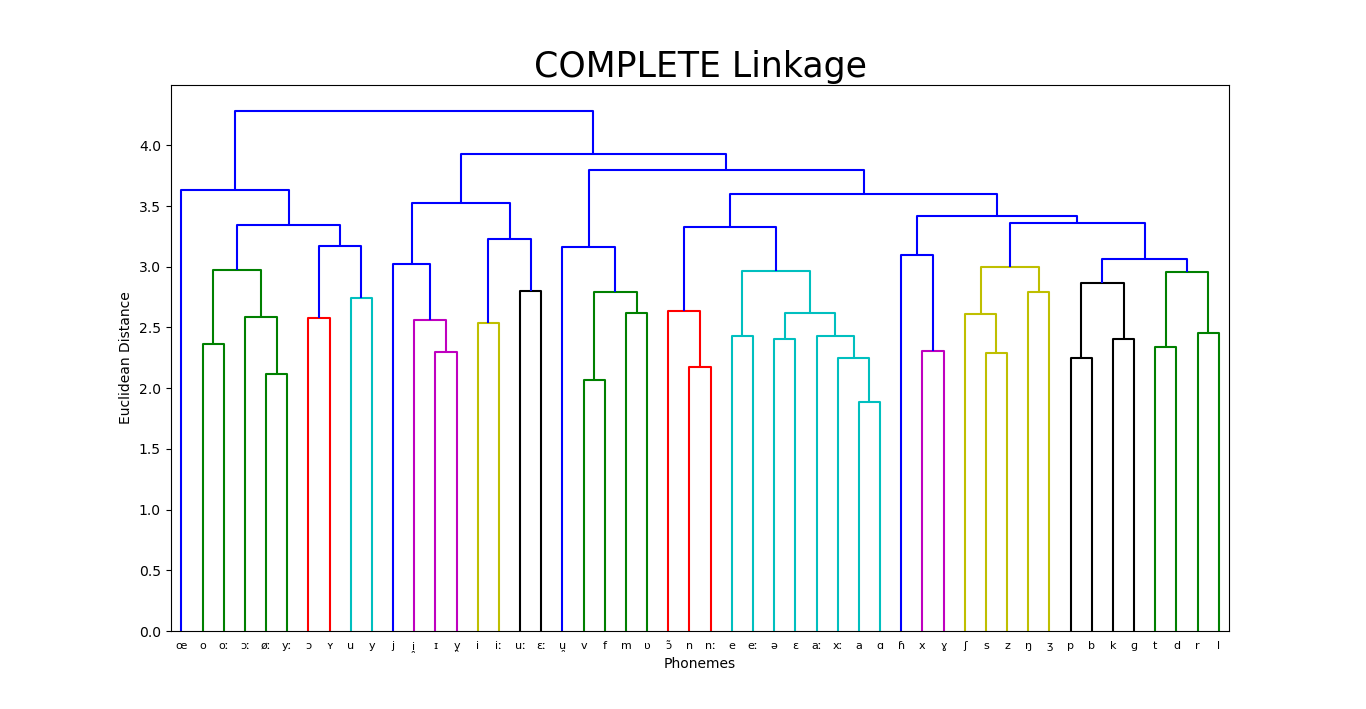 COMPLETE Linkage
4.0
3.5
3.0
2.5
2.0
1.5
1.0
0.5
0.0
Euclidean Distance
œ o oː ɔː øː yː ɔ ʏ u y j i̯ ɪ y̯ i iː uː ɛː u̯ v f m ʋ ɔ̃ n nː e eː ə ɛ aː xː a ɑ ɦ x ɣ ʃ s z ŋ ʒ p b k ɡ t d r l
Phonemes